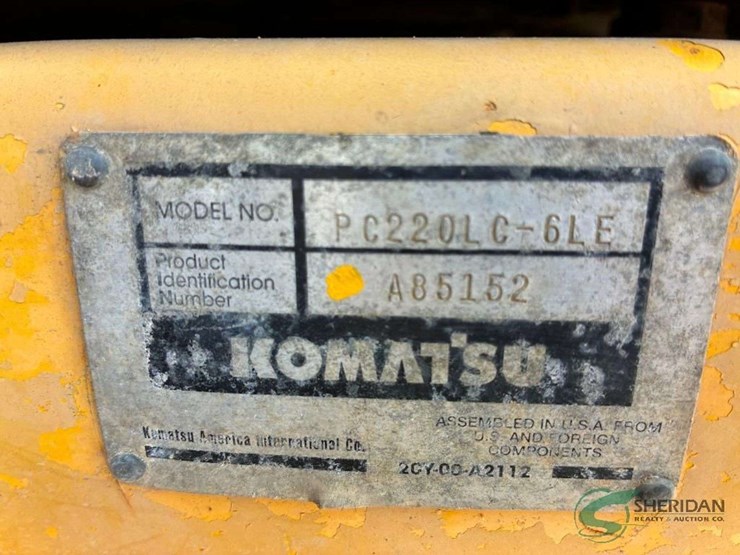 MODEL NO. PC220LC-6LE
Product
Identification
Number
A85152
KOMATSU
Komatsu America International Co.
ASSEMBLED IN U.S.A. FROM
U.S. AND FOREIGN
COMPONENTS
2CY-00-A2112
SHERIDAN
REALTY & AUCTION CO.